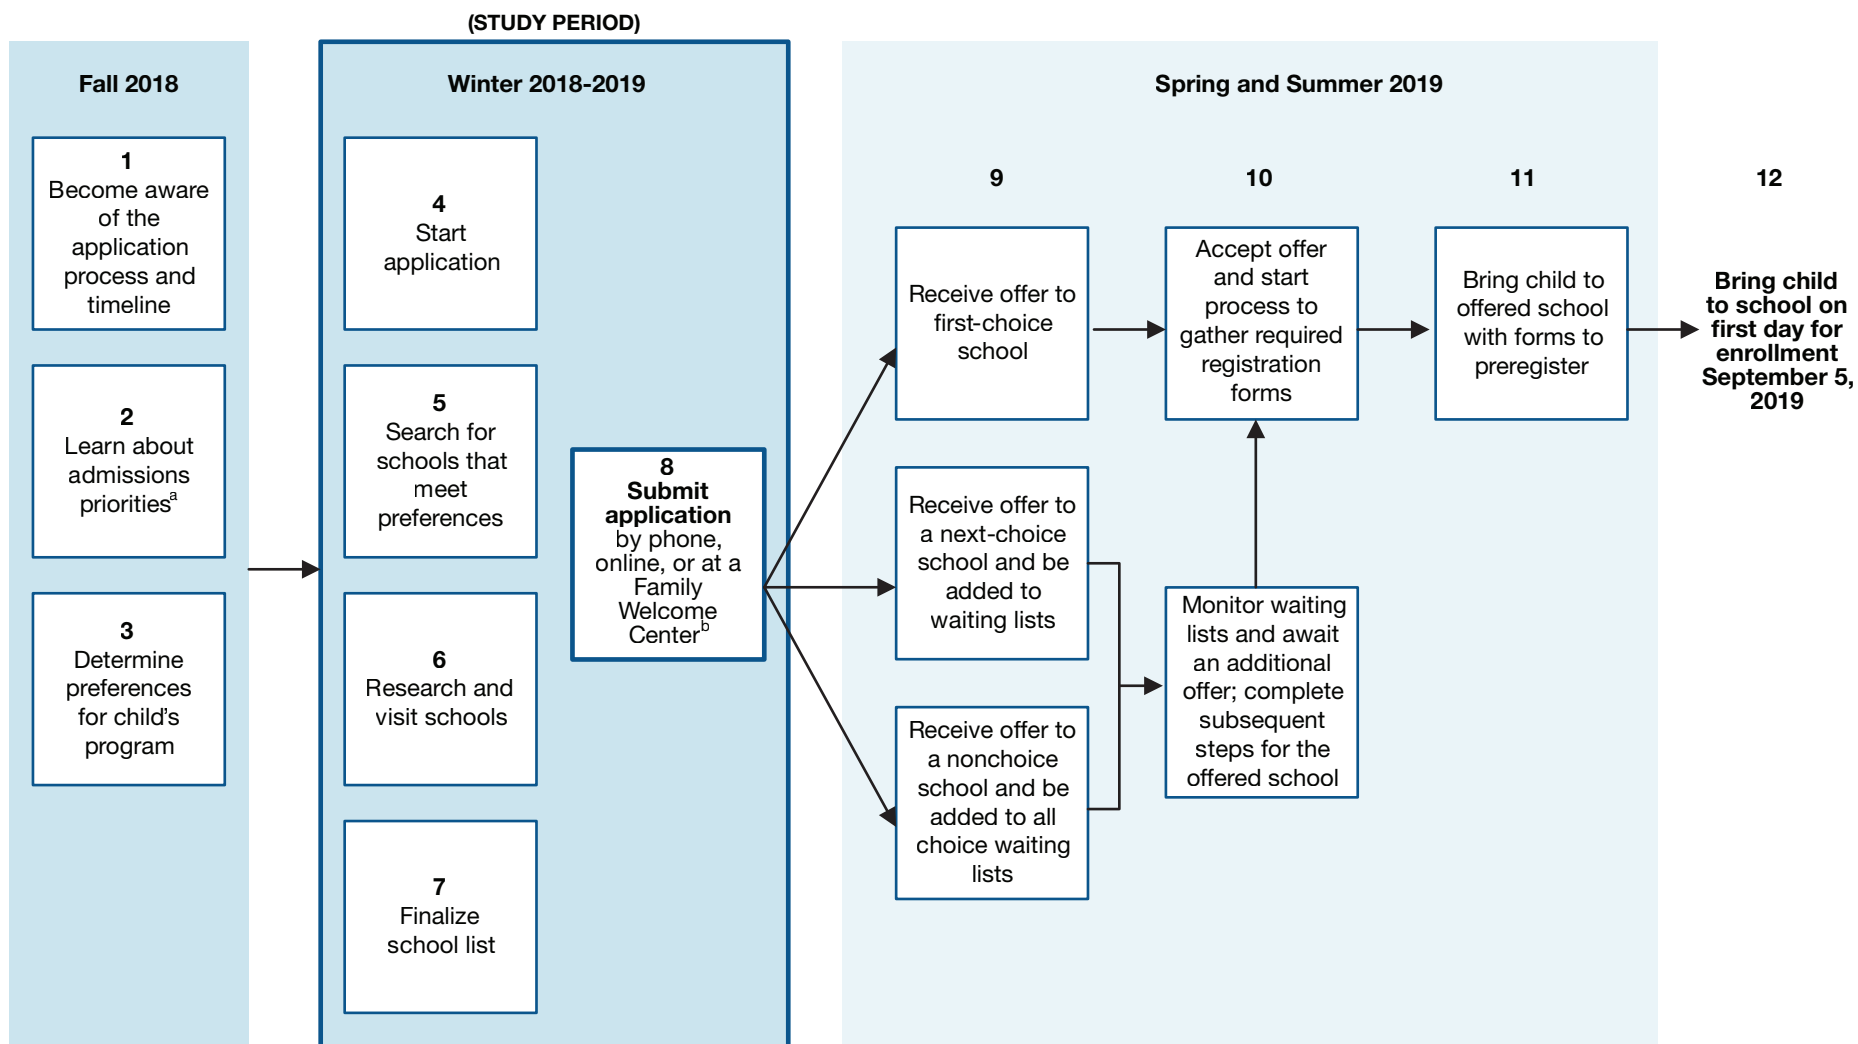 (STUDY PERIOD)
Fall 2018
1
Become aware
of the
application
process and
timeline
2
Learn about
admissions
prioritiesᵃ
3
Determine
preferences
for child’s
program
Winter 2018-2019
4
Start
application
5
Search for
schools that
meet
preferences
6
Research and
visit schools
7
Finalize
school list
8
Submit
application
by phone,
online, or at a
Family
Welcome
Centerᵇ
Spring and Summer 2019
9
Receive offer to
first-choice
school
Receive offer to
a next-choice
school and be
added to
waiting lists
Receive offer to
a nonchoice
school and be
added to all
choice waiting
lists
10
Accept offer
and start
process to
gather required
registration
forms
Monitor waiting
lists and await
an additional
offer; complete
subsequent
steps for the
offered school
11
Bring child to
offered school
with forms to
preregister
12
Bring child
to school on
first day for
enrollment
September 5,
2019